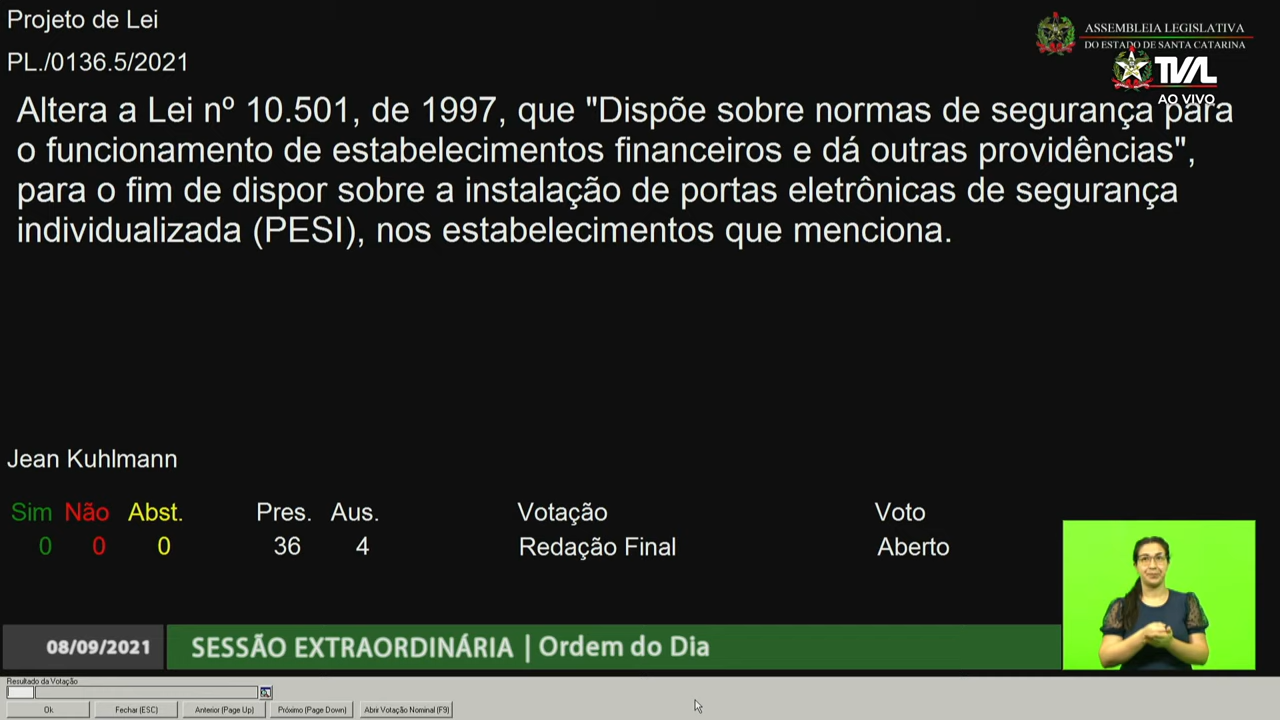 Projeto de Lei
ASSEMBLEIA LEGISLATIVA
DO ESTADO DE SANTA CATARINA
PL./0136.5/2021
TVAL
AO VIVO
Altera a Lei nº 10.501, de 1997, que "Dispõe sobre normas de segurança para
o funcionamento de estabelecimentos financeiros e dá outras providências",
para o fim de dispor sobre a instalação de portas eletrônicas de segurança
individualizada (PESI), nos estabelecimentos que menciona.
Jean Kuhlmann
Sim Não Abst. Pres. Aus. Votação Voto
0 0 0 36 4 Redação Final Aberto
08/09/2021 SESSÃO EXTRAORDINÁRIA | Ordem do Dia
Resultado da Votação
Ok Fechar (ESC) Anterior (Page Up) Próximo (Page Down) Abrir Votação Nominal (F9)